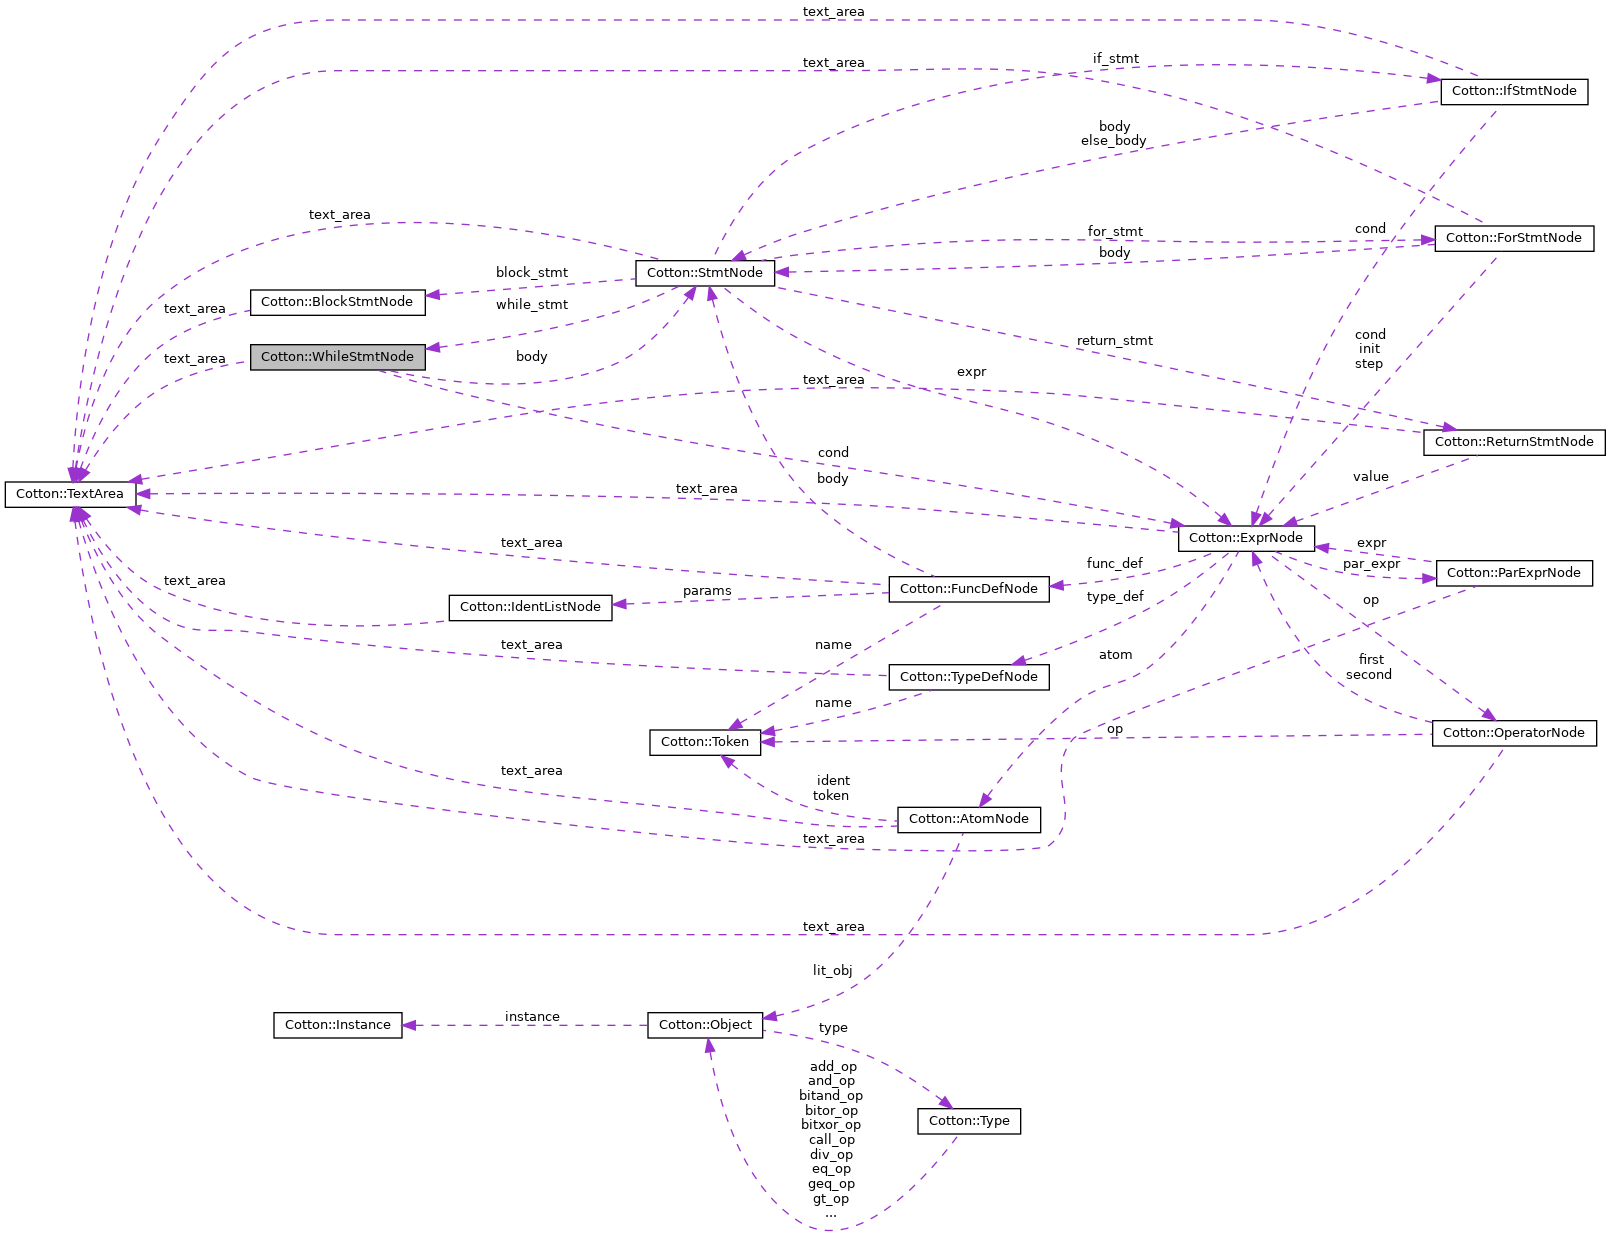 text_area
if_stmt
text_area
Cotton::IfStmtNode
body
else_body
text_area
cond
for_stmt
Cotton::ForStmtNode
body
block_stmt
Cotton::StmtNode
Cotton::BlockStmtNode
while_stmt
text_area
cond
init
step
return_stmt
Cotton::WhileStmtNode
text_area
body
expr
text_area
Cotton::ReturnStmtNode
cond
value
body
text_area
Cotton::TextArea
Cotton::ExprNode
text_area
expr
func_def
par_expr
Cotton::ParExprNode
text_area
Cotton::FuncDefNode
params
type_def
op
Cotton::IdentListNode
text_area
name
atom
first
second
Cotton::TypeDefNode
name
op
Cotton::OperatorNode
Cotton::Token
text_area
ident
token
Cotton::AtomNode
text_area
text_area
lit_obj
instance
Cotton::Instance
Cotton::Object
type
add_op
and_op
bitand_op
bitor_op
bitxor_op
call_op
div_op
eq_op
geq_op
gt_op
...
Cotton::Type